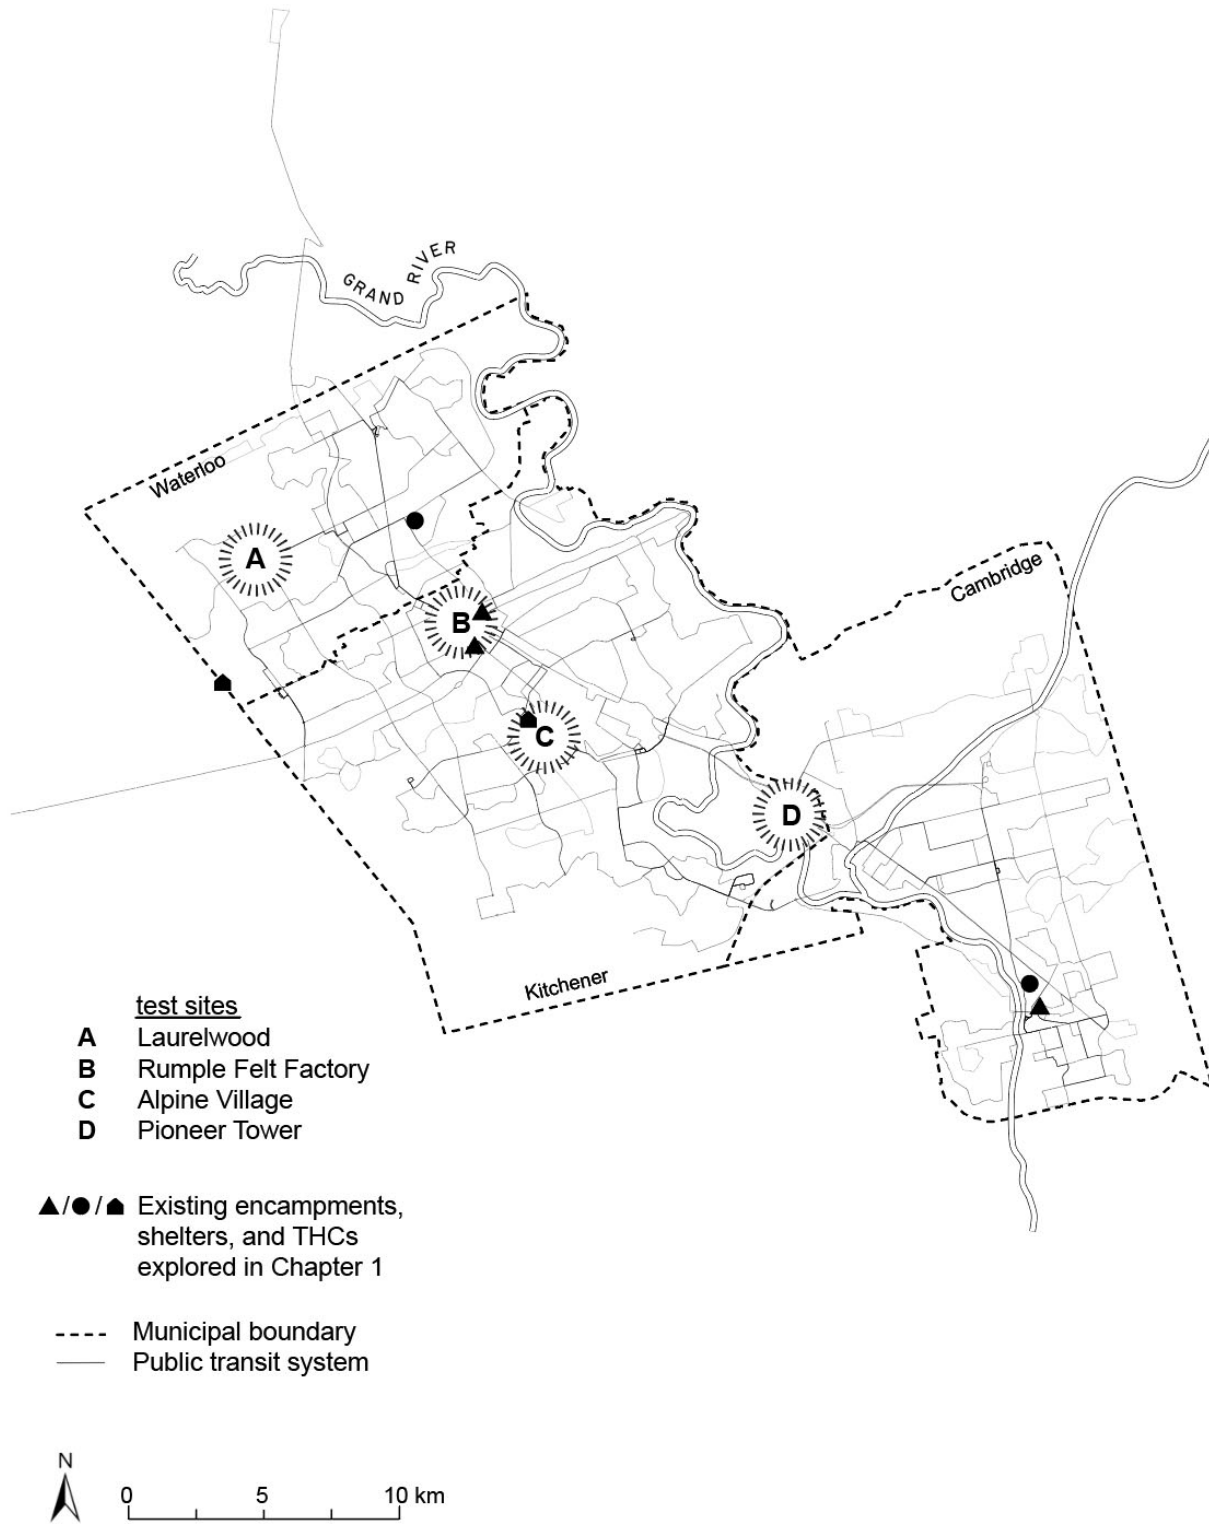 GRAND RIVER
Waterloo
A
B
C
D
Cambridge
Kitchener
test sites
A Laurelwood
B Rumple Felt Factory
C Alpine Village
D Pioneer Tower
▲/●/⬟ Existing encampments,
shelters, and THCs
explored in Chapter 1
Municipal boundary
Public transit system
N
0 5 10 km